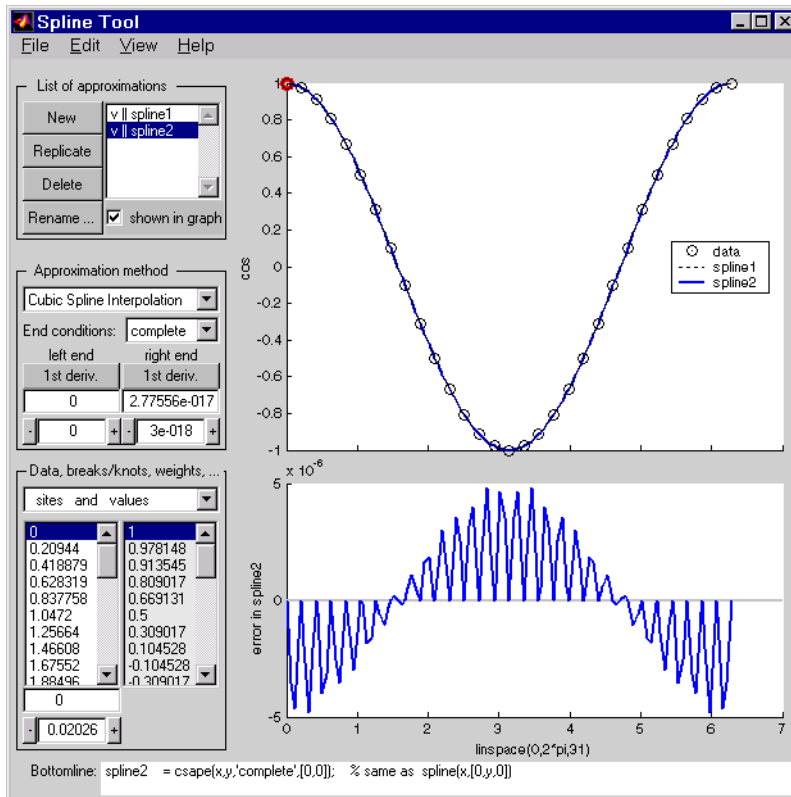 Spline Tool
File Edit View Help
List of approximations
New
Replicate
Delete
Rename ...
v || spline1
v || spline2
shown in graph
Approximation method
Cubic Spline Interpolation
End conditions: complete
left end right end
1st deriv. 1st deriv.
0 2.77556e-017
- 0 + - 3e-018 +
Data, breaks/knots, weights, ...
sites and values
0 1
0.20944 0.978148
0.418879 0.913545
0.628319 0.809017
0.837758 0.669131
1.0472 0.5
1.25664 0.309017
1.46608 0.104528
1.67552 -0.104528
1.88496 -0.309017
0
- 0.02026 +
1
0.8
0.6
0.4
0.2
0
-0.2
-0.4
-0.6
-0.8
-1
cos
data
spline1
spline2
x 10-6
5
0
-5
error in spline2
0 1 2 3 4 5 6 7
linspace(0,2*pi,31)
Bottomline: spline2 = csape(x,y,'complete',[0,0]); % same as spline(x,[0,y,0])